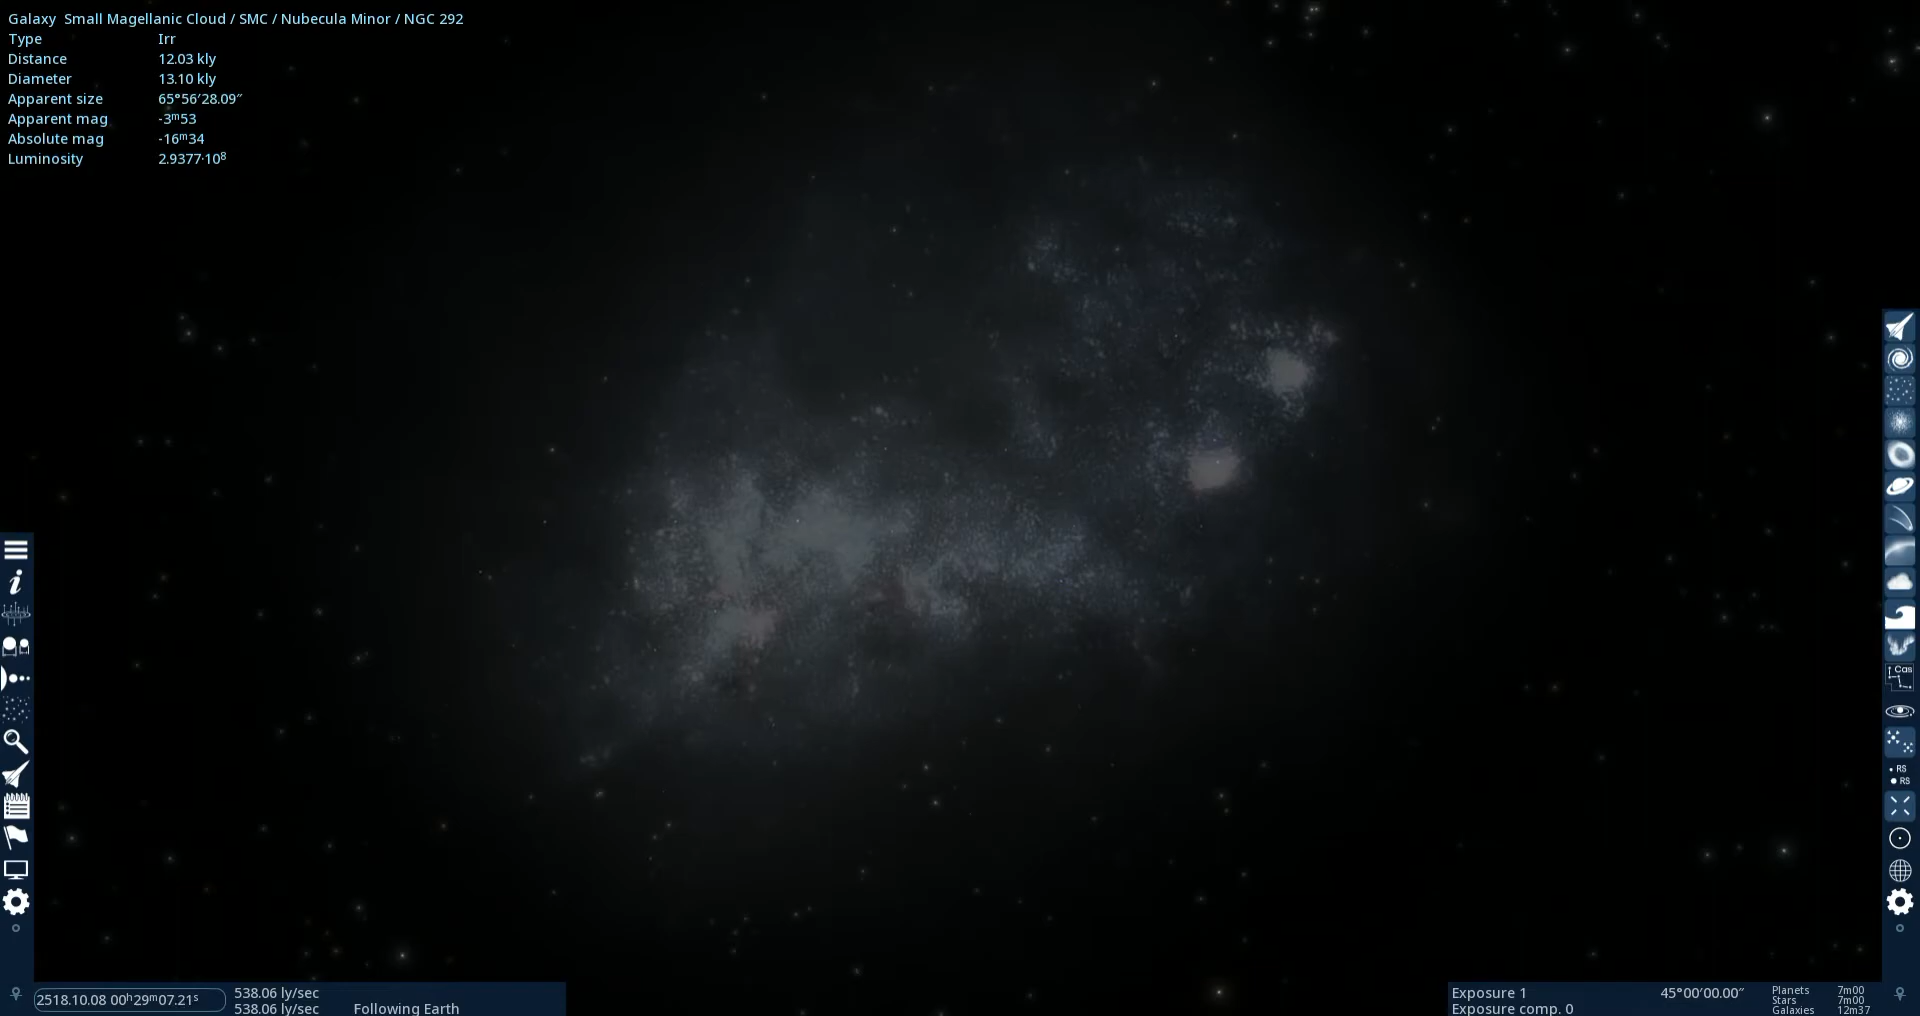 Galaxy Small Magellanic Cloud / SMC / Nubecula Minor / NGC 292
Type Irr
Distance 12.03 kly
Diameter 13.10 kly
Apparent size 65°56′28.09″
Apparent mag -3ᵐ53
Absolute mag -16ᵐ34
Luminosity 2.9377·10⁸
Cas
RS
RS
2518.10.08 00ʰ29ᵐ07.21ˢ
538.06 ly/sec
538.06 ly/sec Following Earth
Exposure 1 45°00′00.00″
Exposure comp. 0
Planets 7m00
Stars 7m00
Galaxies 12m37